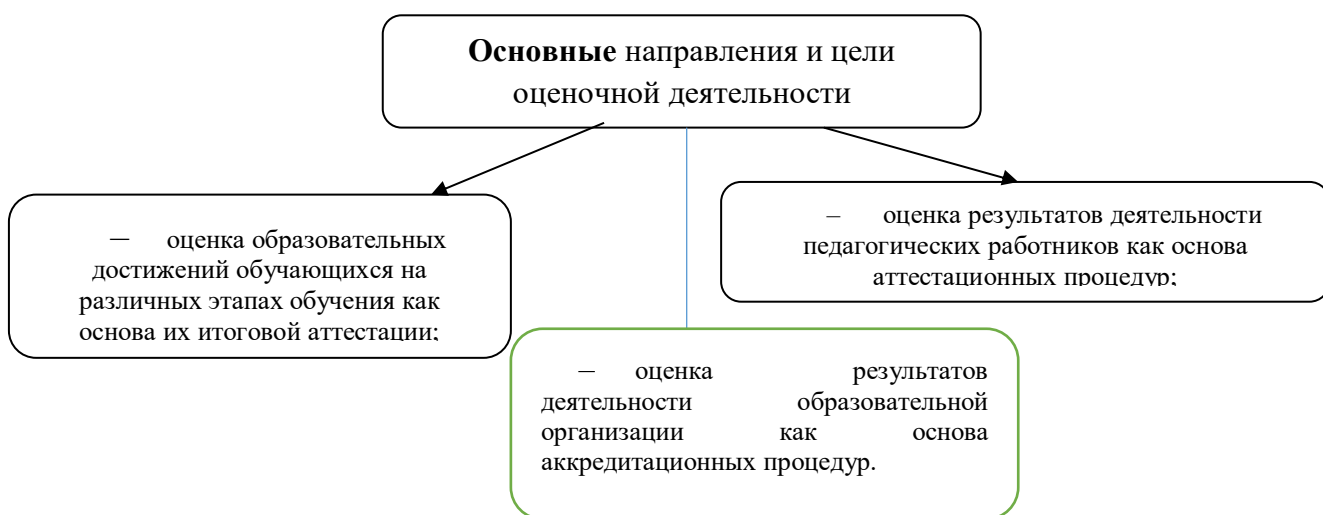 Основные направления и цели
оценочной деятельности
— оценка образовательных
достижений обучающихся на
различных этапах обучения как
основа их итоговой аттестации;
– оценка результатов деятельности
педагогических работников как основа
аттестационных процедур;
– оценка результатов
деятельности образовательной
организации как основа
аккредитационных процедур.